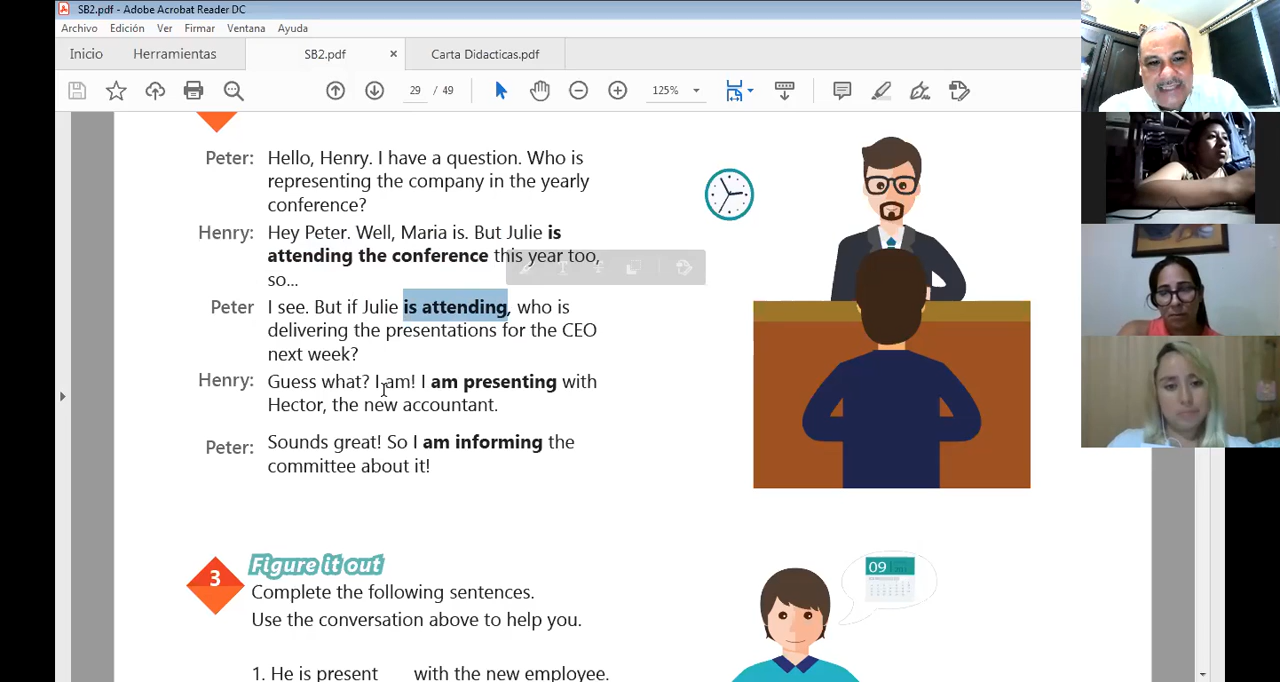 SB2.pdf - Adobe Acrobat Reader DC
Archivo Edición Ver Firmar Ventana Ayuda
Inicio Herramientas SB2.pdf × Carta Didacticas.pdf
29 / 49 125%
Peter: Hello, Henry. I have a question. Who is
representing the company in the yearly
conference?
Henry: Hey Peter. Well, Maria is. But Julie is
attending the conference this year too,
so...
Peter I see. But if Julie is attending, who is
delivering the presentations for the CEO
next week?
Henry: Guess what? I am! I am presenting with
Hector, the new accountant.
Peter: Sounds great! So I am informing the
committee about it!
3 Figure it out
09
Complete the following sentences.
Use the conversation above to help you.
1. He is present___ with the new employee.